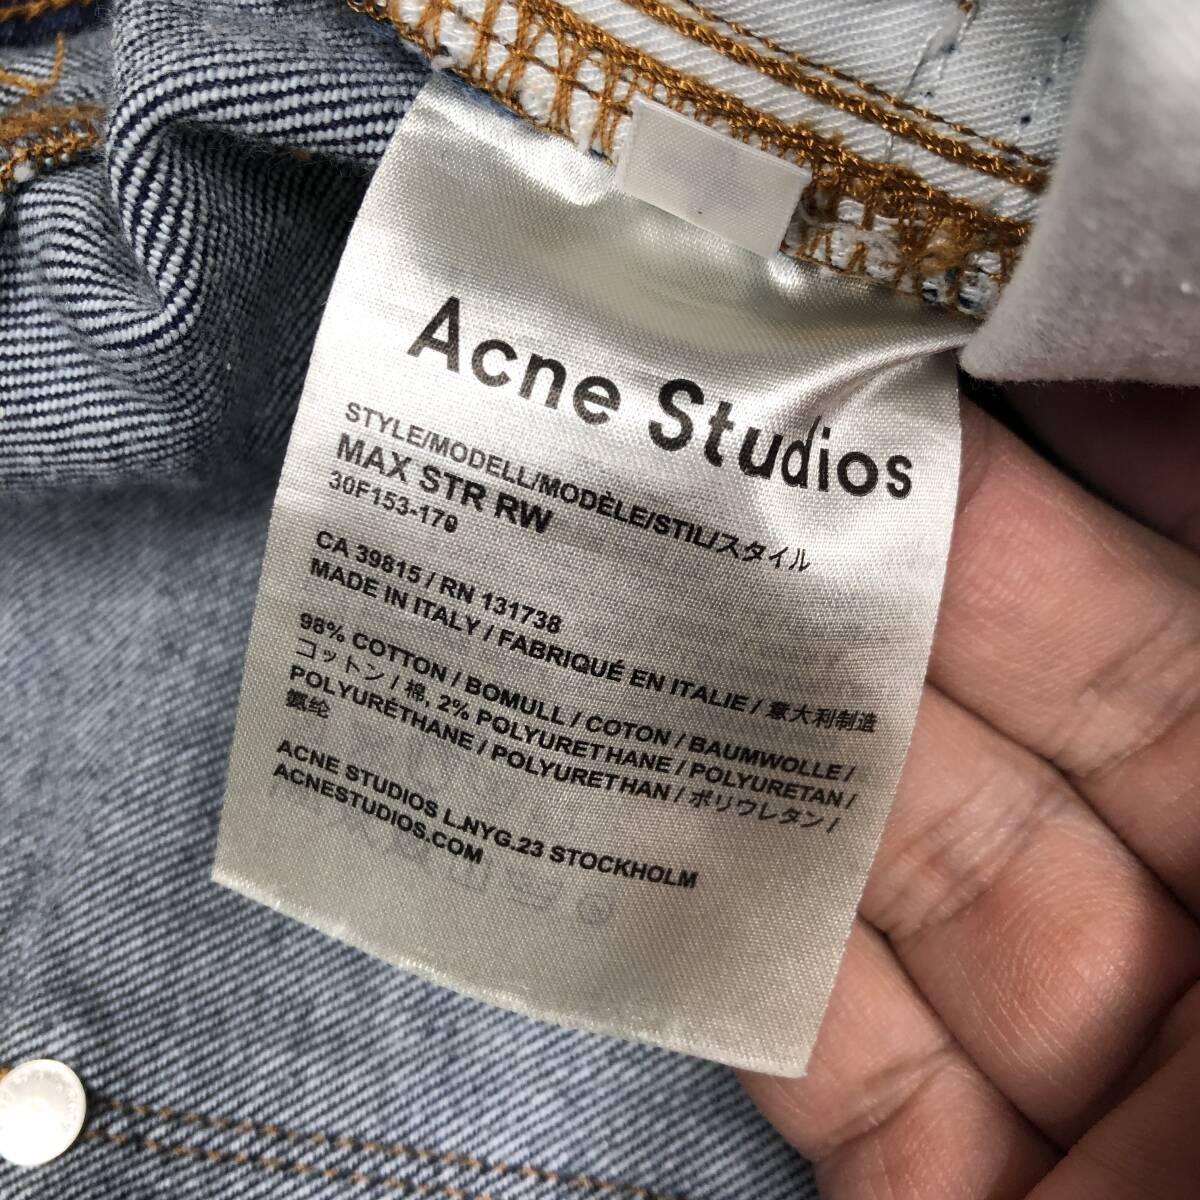 Acne Studios
STYLE/MODELL/MODÈLE/STIL/スタイル
MAX STR RW
30F153-170
CA 39815 / RN 131738
MADE IN ITALY / FABRIQUÉ EN ITALIE / 意大利制造
98% COTTON / BOMULL / COTON / BAUMWOLLE /
コットン / 棉, 2% POLYURETHANE / POLYURETAN /
POLYURÉTHANE / POLYURETHAN / ポリウレタン /
氨纶
ACNE STUDIOS L.NYG.23 STOCKHOLM
ACNESTUDIOS.COM